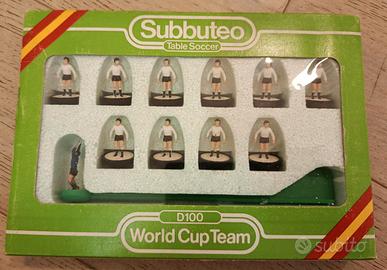 Subbuteo
Table Soccer
D100
World Cup Team
subito